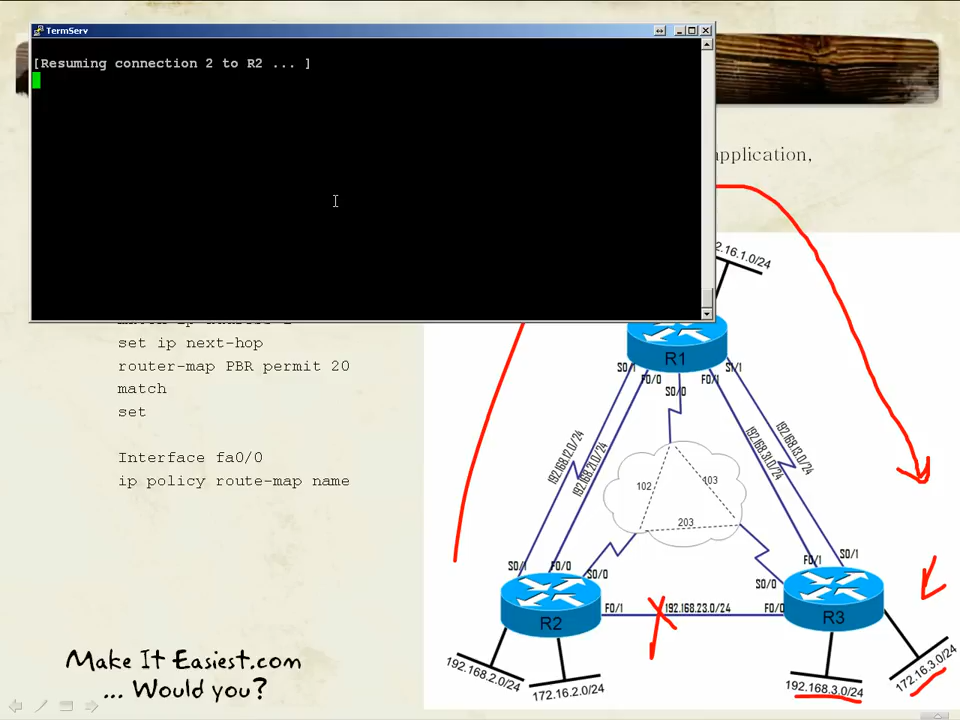 TermServ
[Resuming connection 2 to R2 ... ]
application,
set ip next-hop
router-map PBR permit 20
match
set
Interface fa0/0
ip policy route-map name
2.16.1.0/24
R1
S0/1
F0/0
S0/0
F0/1
S1/1
192.168.12.0/24
192.168.21.0/24
192.168.31.0/24
192.168.13.0/24
102
103
203
S0/1
F0/0
S0/0
F0/1
S0/1
S0/0
R2
F0/1
192.168.23.0/24
F0/0
R3
192.168.2.0/24
172.16.2.0/24
192.168.3.0/24
172.16.3.0/24
Make It Easiest.com
... Would you?